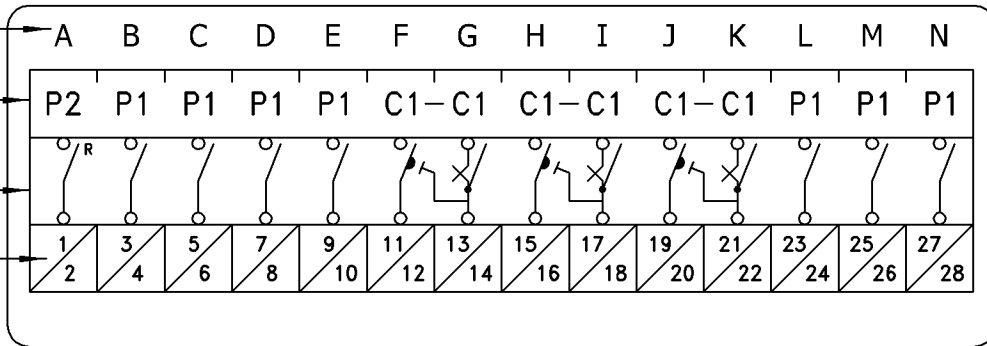 A B C D E F G H I J K L M N
P2 P1 P1 P1 P1 C1-C1 C1-C1 C1-C1 P1 P1 P1
R
1 3 5 7 9 11 13 15 17 19 21 23 25 27
2 4 6 8 10 12 14 16 18 20 22 24 26 28